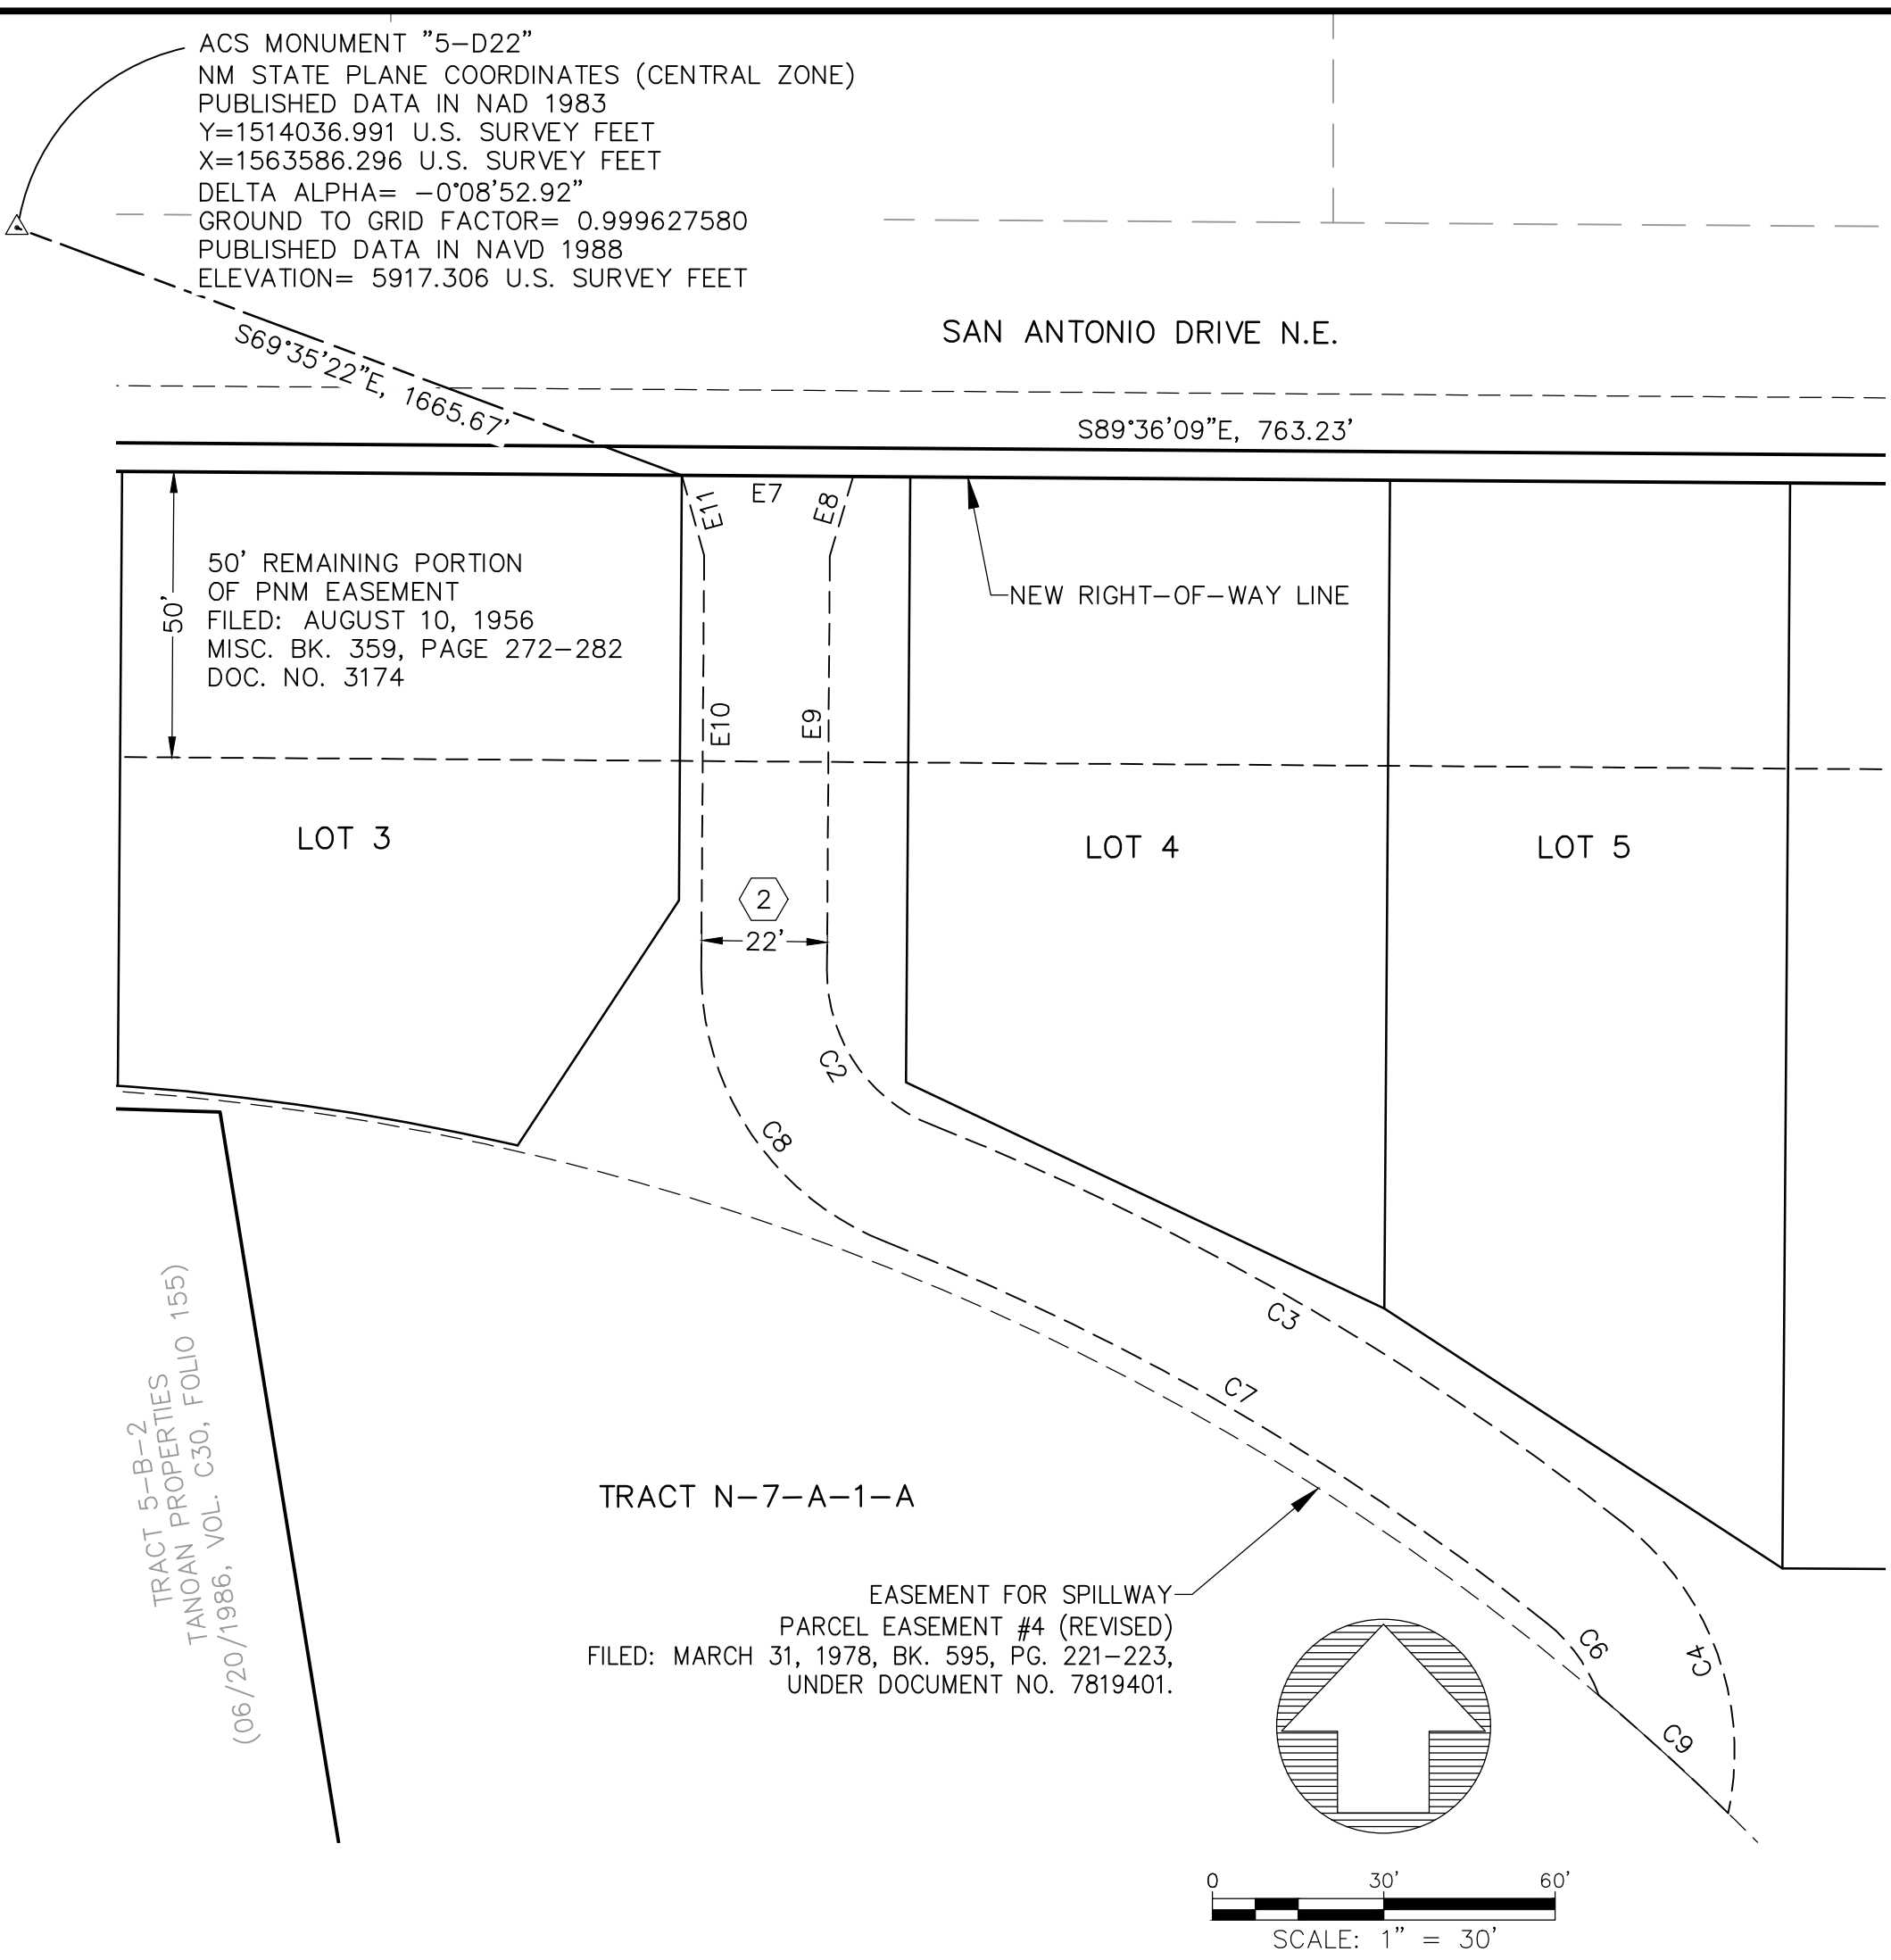 ACS MONUMENT "5-D22"
NM STATE PLANE COORDINATES (CENTRAL ZONE)
PUBLISHED DATA IN NAD 1983
Y=1514036.991 U.S. SURVEY FEET
X=1563586.296 U.S. SURVEY FEET
DELTA ALPHA= -0°08'52.92"
GROUND TO GRID FACTOR= 0.999627580
PUBLISHED DATA IN NAVD 1988
ELEVATION= 5917.306 U.S. SURVEY FEET
SAN ANTONIO DRIVE N.E.
S69°35'22"E, 1665.67'
S89°36'09"E, 763.23'
E11
E7
E8
50'
50' REMAINING PORTION
OF PNM EASEMENT
FILED: AUGUST 10, 1956
MISC. BK. 359, PAGE 272-282
DOC. NO. 3174
NEW RIGHT-OF-WAY LINE
E10
E9
LOT 3
LOT 4
LOT 5
2
22'
C2
C8
C3
C7
TRACT 5-B-2
TANOAN PROPERTIES
(06/20/1986, VOL. C30, FOLIO 155)
TRACT N-7-A-1-A
EASEMENT FOR SPILLWAY
PARCEL EASEMENT #4 (REVISED)
FILED: MARCH 31, 1978, BK. 595, PG. 221-223,
UNDER DOCUMENT NO. 7819401.
C6
C4
C9
0 30' 60'
SCALE: 1" = 30'